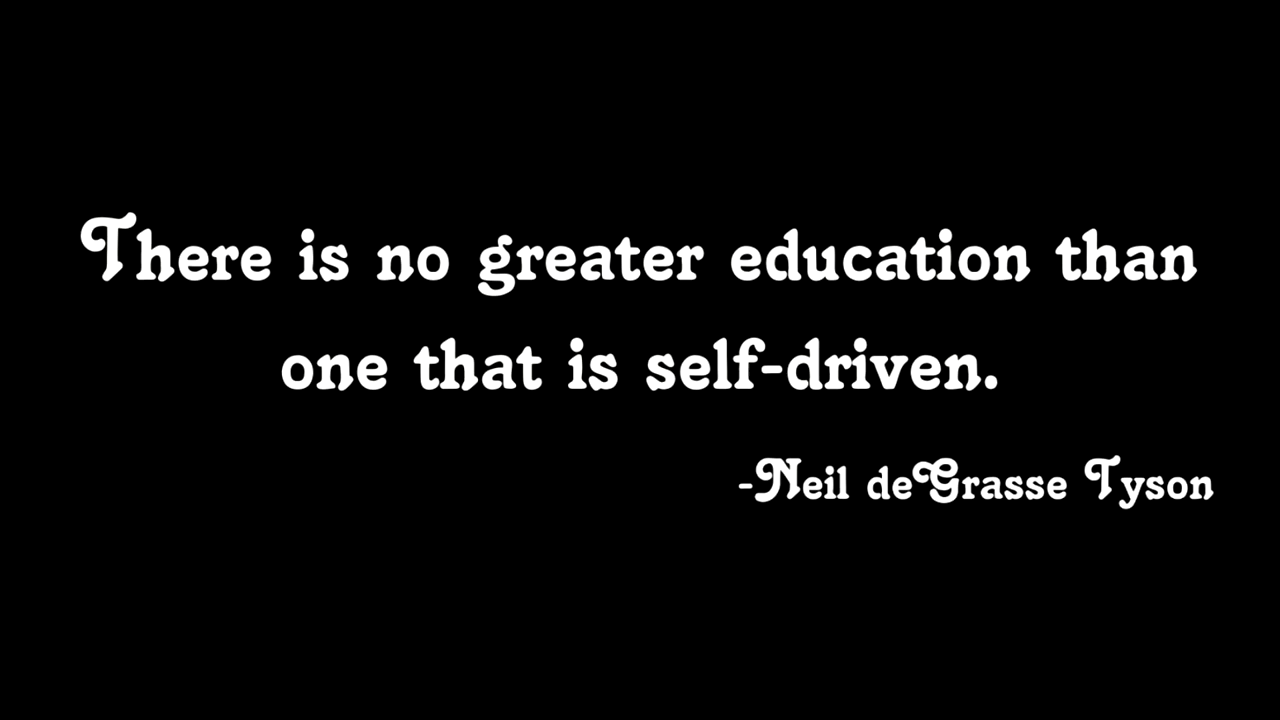 There is no greater education than
one that is self-driven.
-Neil deGrasse Tyson